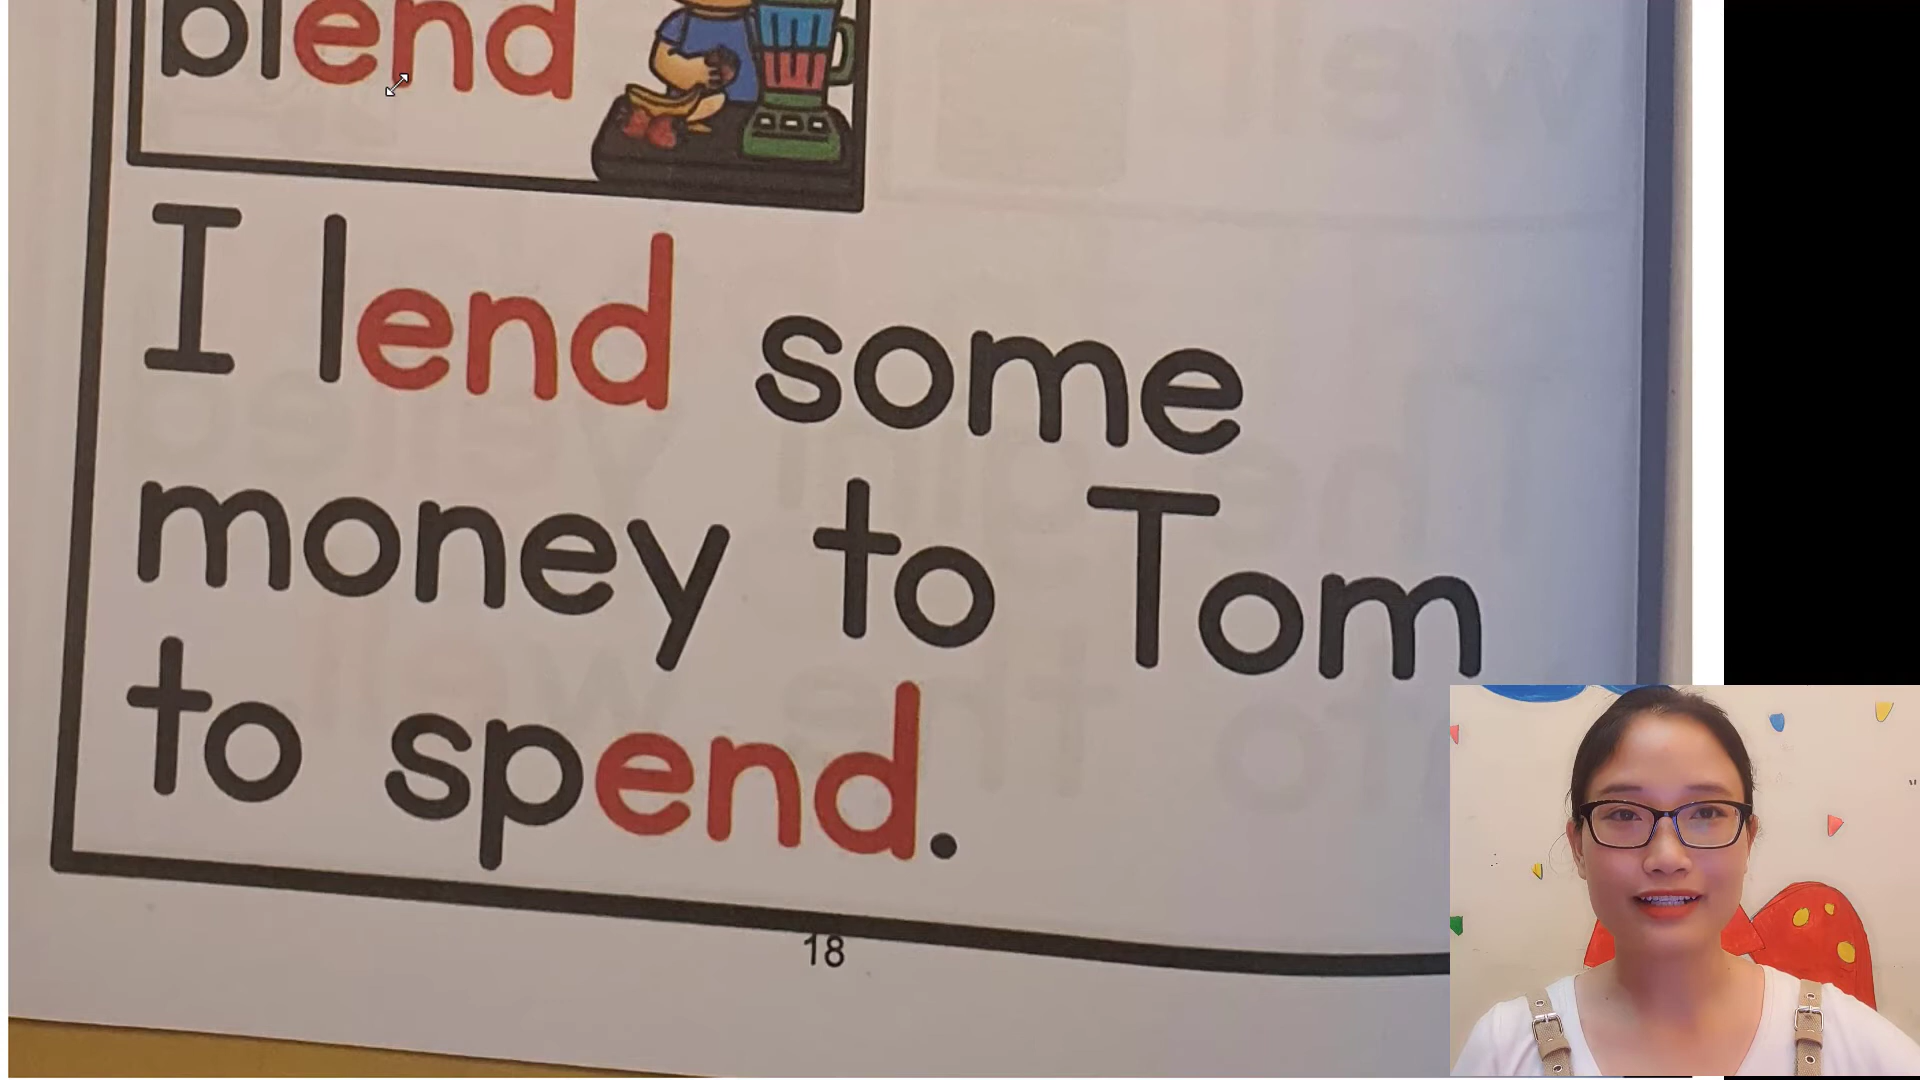 blend
I lend some
money to Tom
to spend.
18